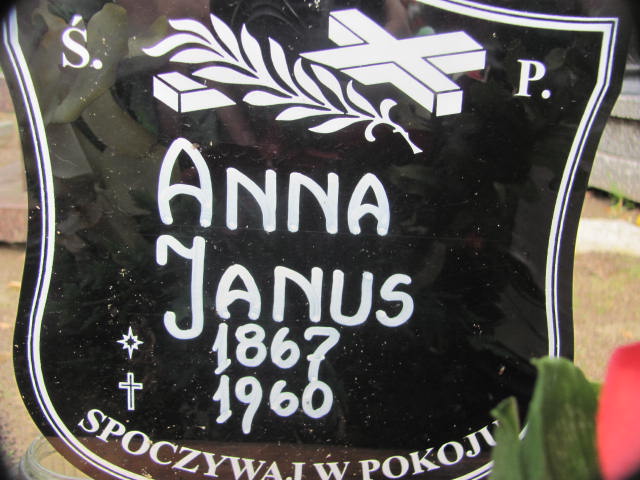 Ś. P.
ANNA
JANUS
1867
1960
SPOCZYWAJ W POKOJU